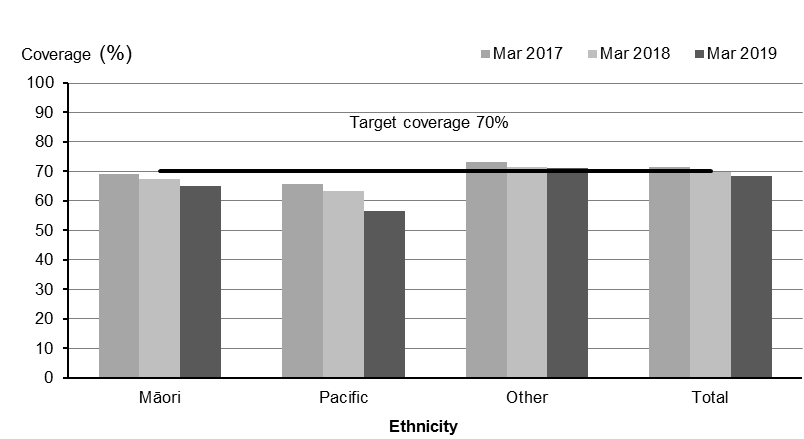 Coverage (%)
Mar 2017 Mar 2018 Mar 2019
100
90
Target coverage 70%
80
70
60
50
40
30
20
10
0
Māori Pacific Other Total
Ethnicity